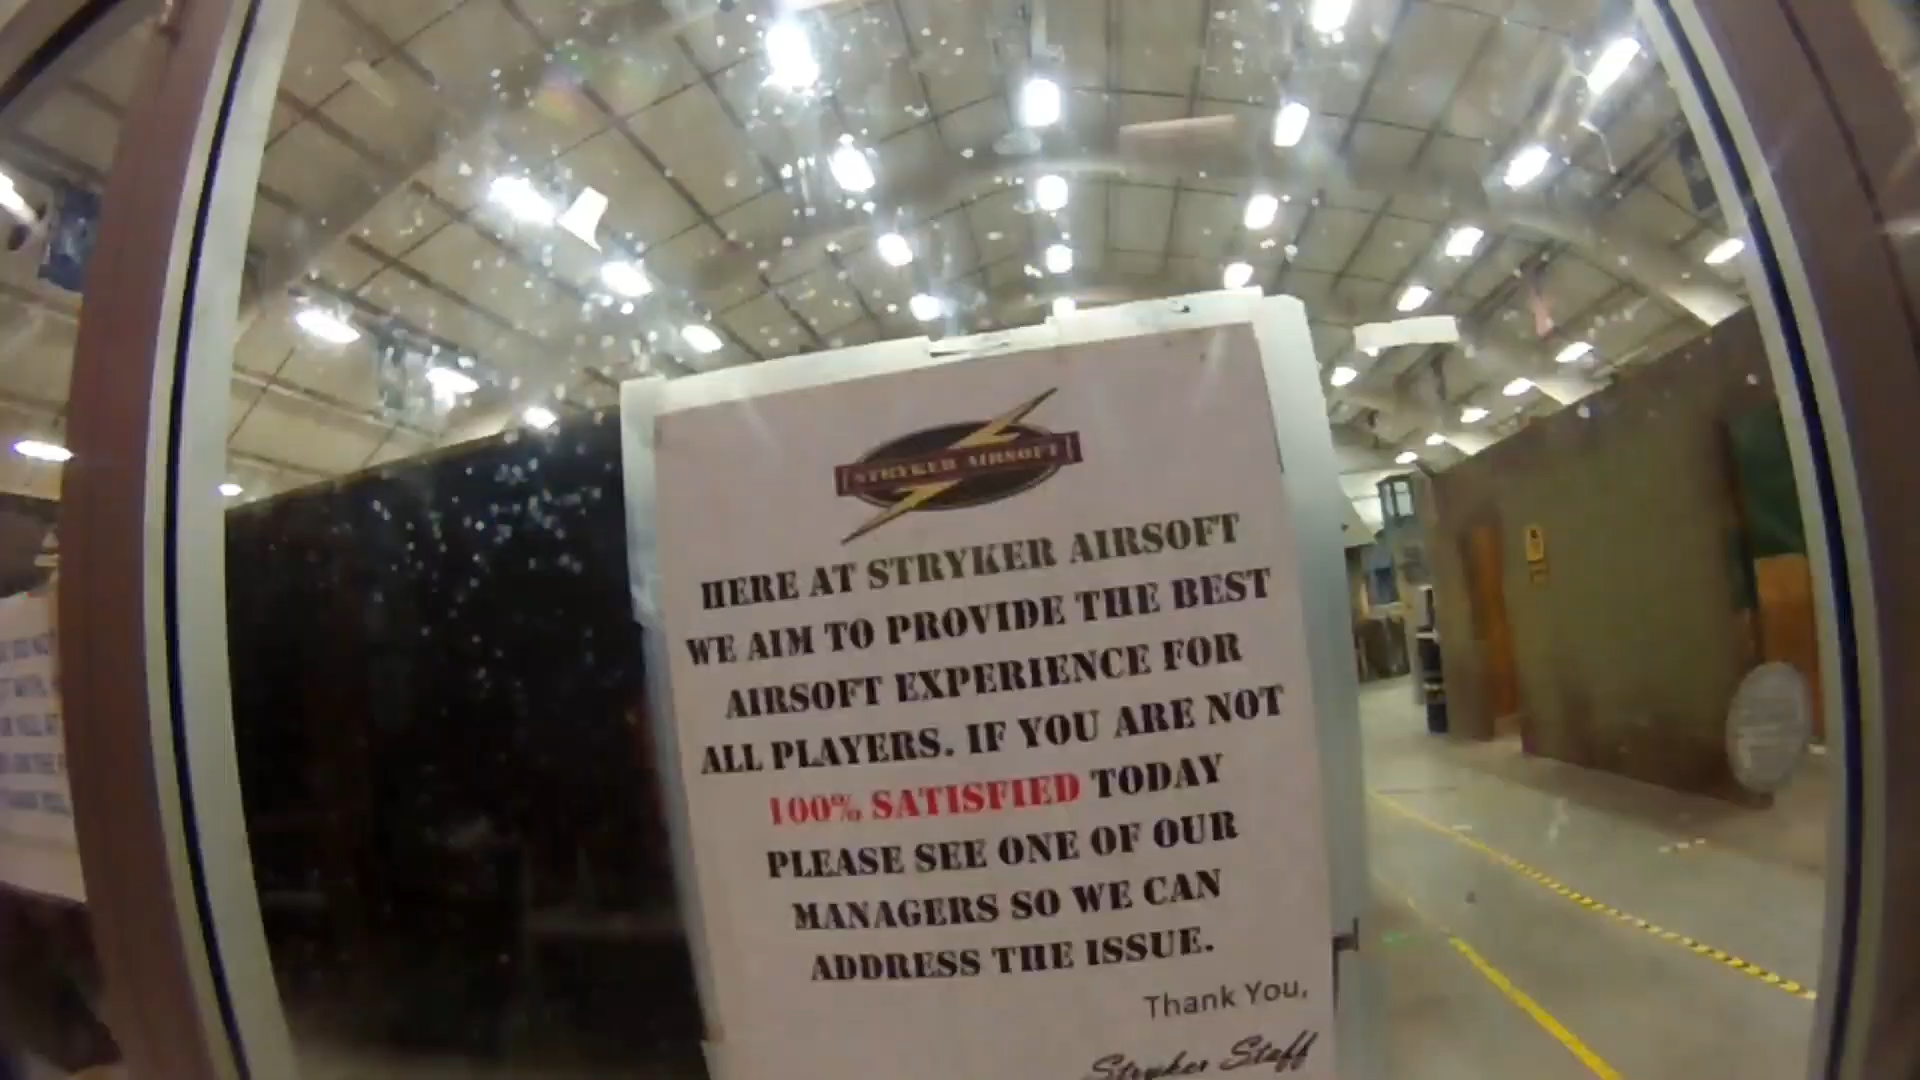 STRYKER AIRSOFT
HERE AT STRYKER AIRSOFT
WE AIM TO PROVIDE THE BEST
AIRSOFT EXPERIENCE FOR
ALL PLAYERS. IF YOU ARE NOT
100% SATISFIED TODAY
PLEASE SEE ONE OF OUR
MANAGERS SO WE CAN
ADDRESS THE ISSUE.
Thank You,
Stryker Staff